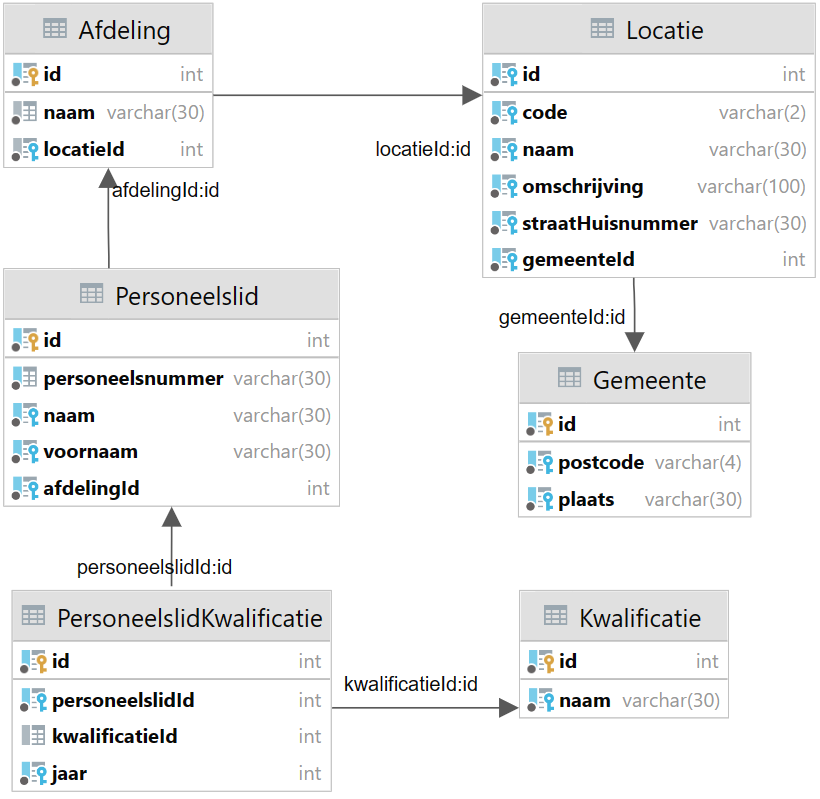 Afdeling
id int
naam varchar(30)
locatieId int
locatieId:id
Locatie
id int
code varchar(2)
naam varchar(30)
omschrijving varchar(100)
straatHuisnummer varchar(30)
gemeenteId int
afdelingId:id
Personeelslid
id int
personeelsnummer varchar(30)
naam varchar(30)
voornaam varchar(30)
afdelingId int
gemeenteId:id
Gemeente
id int
postcode varchar(4)
plaats varchar(30)
personeelslidId:id
PersoneelslidKwalificatie
id int
personeelslidId int
kwalificatieId int
jaar int
kwalificatieId:id
Kwalificatie
id int
naam varchar(30)